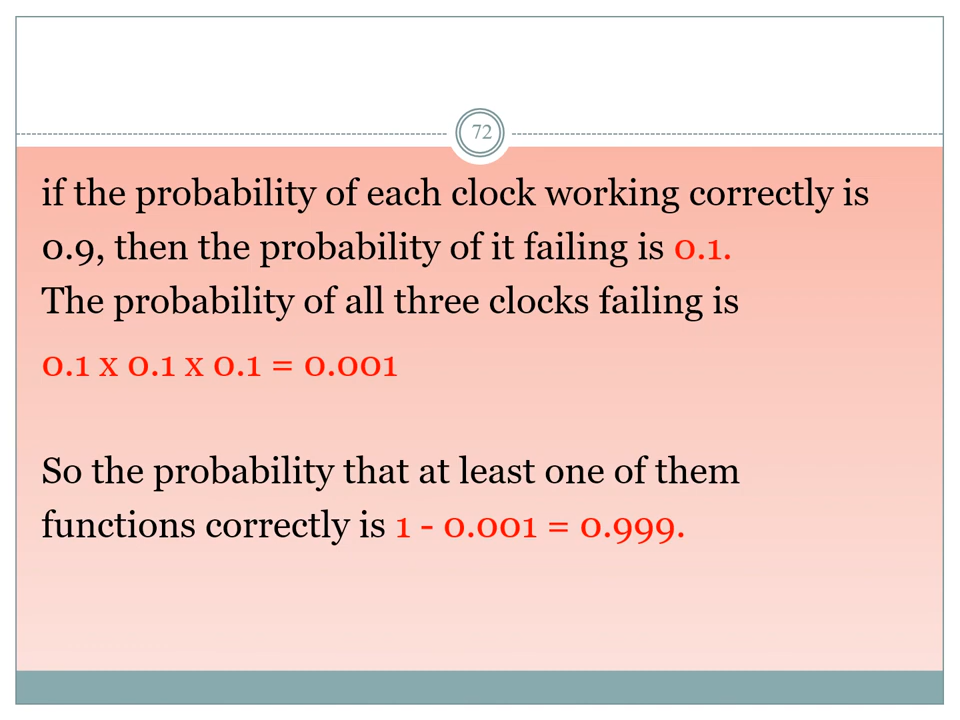 72
if the probability of each clock working correctly is
0.9, then the probability of it failing is 0.1.
The probability of all three clocks failing is
0.1 x 0.1 x 0.1 = 0.001
So the probability that at least one of them
functions correctly is 1 - 0.001 = 0.999.